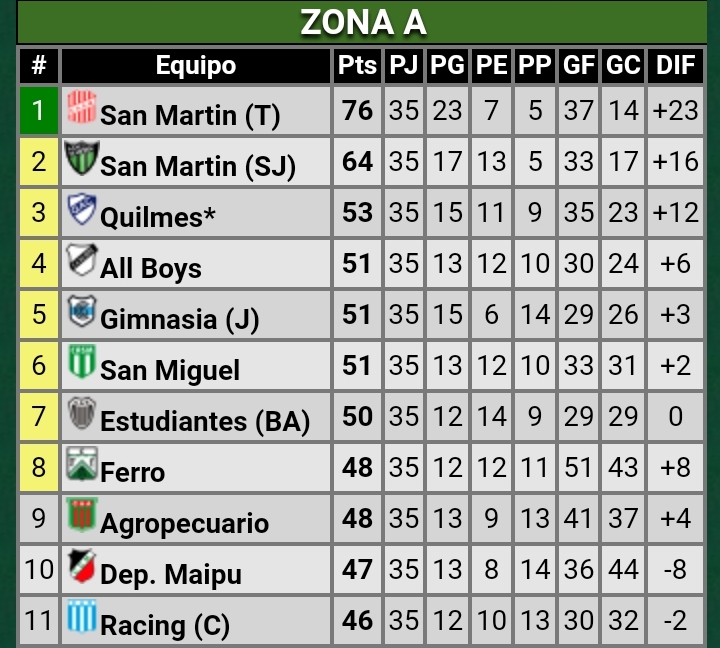 ZONA A
# Equipo Pts PJ PG PE PP GF GC DIF
1 San Martin (T) 76 35 23 7 5 37 14 +23
2 San Martin (SJ) 64 35 17 13 5 33 17 +16
3 Quilmes* 53 35 15 11 9 35 23 +12
4 All Boys 51 35 13 12 10 30 24 +6
5 Gimnasia (J) 51 35 15 6 14 29 26 +3
6 San Miguel 51 35 13 12 10 33 31 +2
7 Estudiantes (BA) 50 35 12 14 9 29 29 0
8 Ferro 48 35 12 12 11 51 43 +8
9 Agropecuario 48 35 13 9 13 41 37 +4
10 Dep. Maipu 47 35 13 8 14 36 44 -8
11 Racing (C) 46 35 12 10 13 30 32 -2